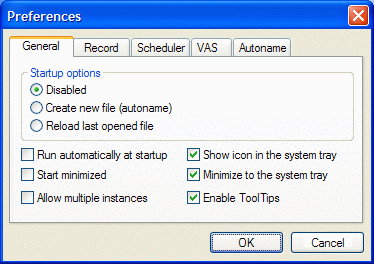 Preferences
General Record Scheduler VAS Autoname
Startup options
Disabled
Create new file (autoname)
Reload last opened file
Run automatically at startup Show icon in the system tray
Start minimized Minimize to the system tray
Allow multiple instances Enable ToolTips
OK Cancel